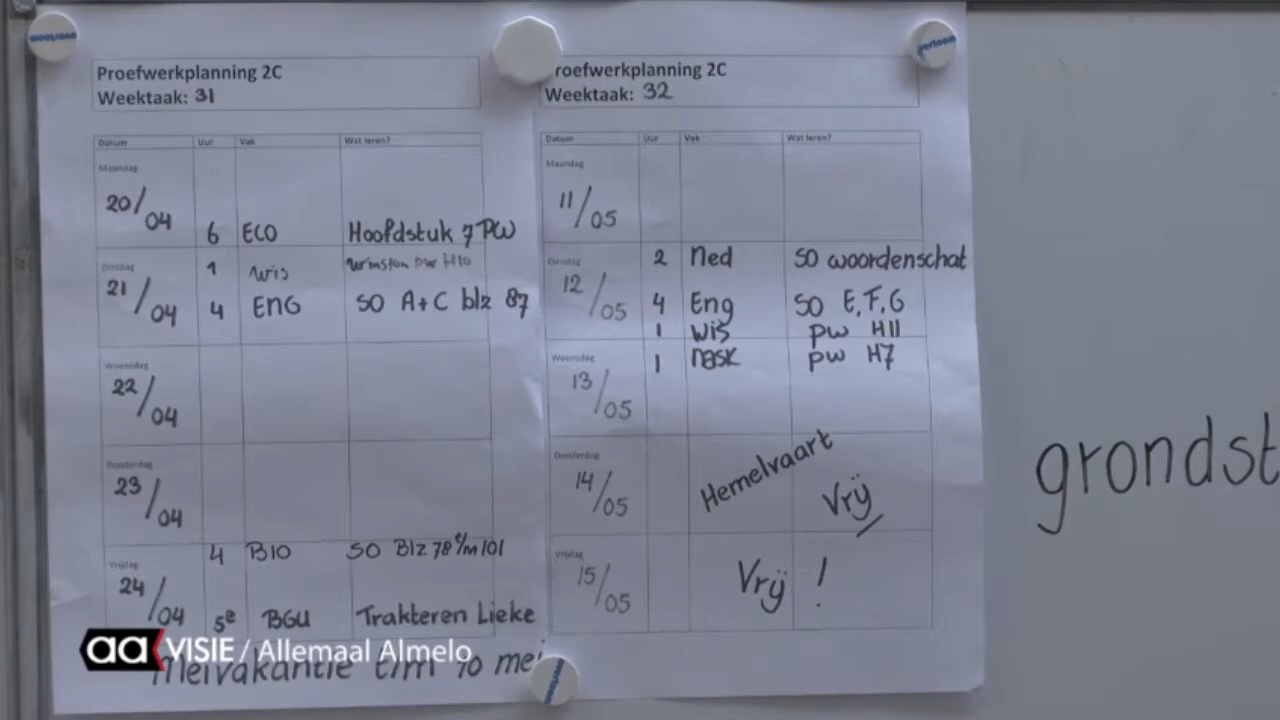 Proefwerkplanning 2C
Weektaak: 31
Datum Uur Vak Wat leren?
Maandag
20/04
6 ECO Hoofdstuk 7 PW
Dinsdag
1 wis
21/04
4 ENG SO A+C blz 87
Woensdag
22/04
Donderdag
23/04
4 BIO SO Blz 78 t/m 101
Vrijdag
24/04
5e BGU Trakteren Lieke
Meivakantie t/m 10 mei
roefwerkplanning 2C
Weektaak: 32
Datum Uur Vak Wat leren?
Maandag
11/05
2 Ned SO woordenschat
Dinsdag
12/05
4 Eng SO E,F,G
1 wis pw H11
Woensdag
1 nask pw H7
13/05
Donderdag
14/05
Hemelvaart
Vrij
Vrijdag
15/05
Vrij !
grondst
aa VISIE / Allemaal Almelo